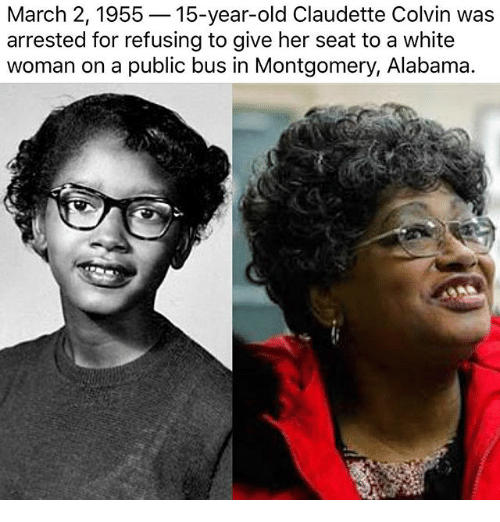 March 2, 1955 — 15-year-old Claudette Colvin was
arrested for refusing to give her seat to a white
woman on a public bus in Montgomery, Alabama.